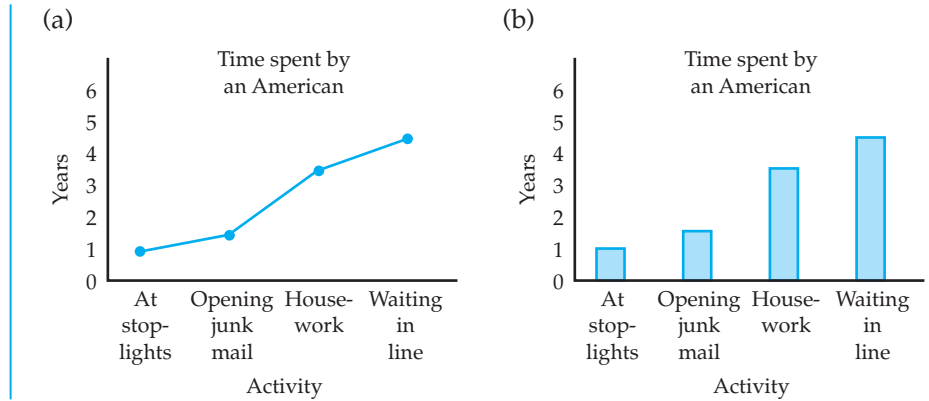 (a)
Time spent by
an American
6
5
4
3
2
1
0
Years
At
stop-
lights
Opening
junk
mail
House-
work
Waiting
in
line
Activity
(b)
Time spent by
an American
6
5
4
3
2
1
0
Years
At
stop-
lights
Opening
junk
mail
House-
work
Waiting
in
line
Activity